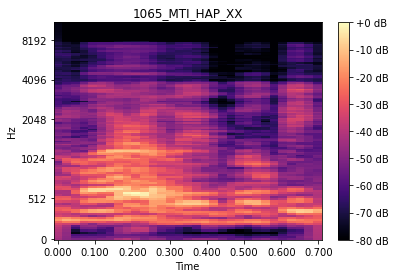 1065_MTI_HAP_XX
+0 dB
8192
-10 dB
4096
-20 dB
-30 dB
2048
Hz
-40 dB
1024
-50 dB
512
-60 dB
-70 dB
0
-80 dB
0.000 0.100 0.200 0.300 0.400 0.500 0.600 0.700
Time